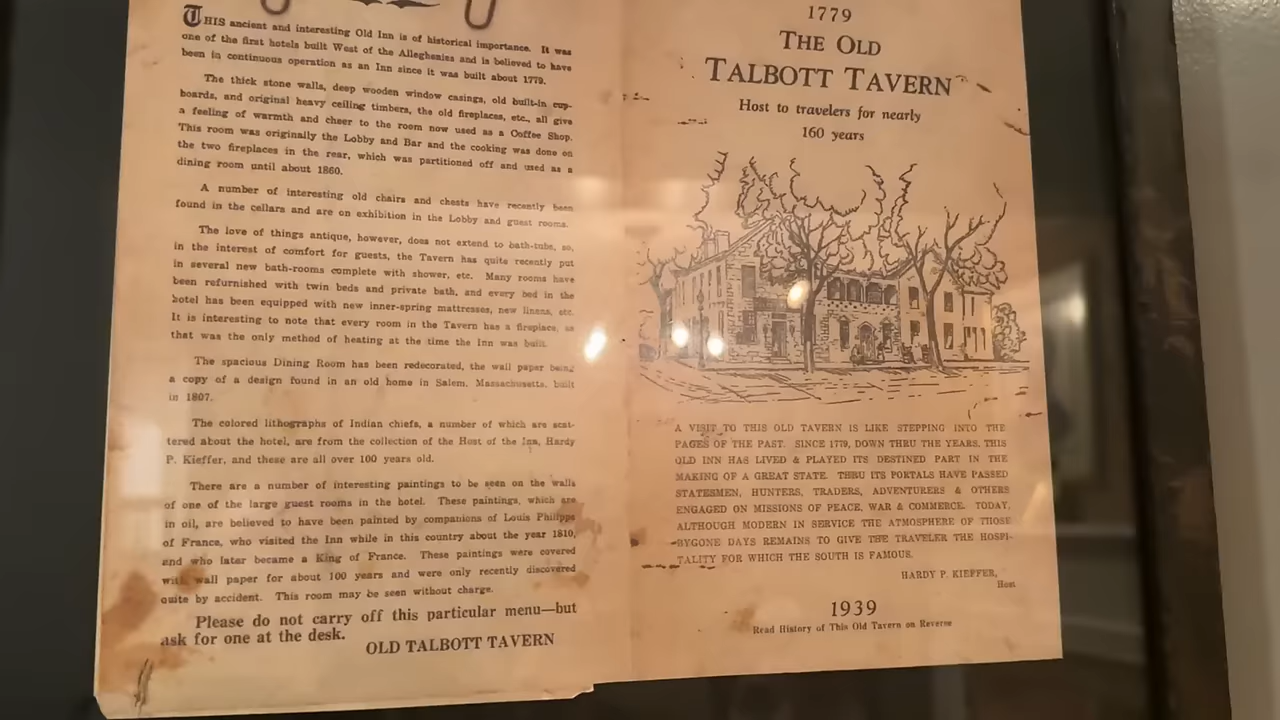 THIS ancient and interesting Old Inn is of historical importance. It was
one of the first hotels built West of the Alleghenies and is believed to have
been in continuous operation as an Inn since it was built about 1779.
The thick stone walls, deep wooden window casings, old built-in cup-
boards, and original heavy ceiling timbers, the old fireplaces, etc., all give
a feeling of warmth and cheer to the room now used as a Coffee Shop.
This room was originally the Lobby and Bar and the cooking was done on
the two fireplaces in the rear, which was partitioned off and used as a
dining room until about 1860.
A number of interesting old chairs and chests have recently been
found in the cellars and are on exhibition in the Lobby and guest rooms.
The love of things antique, however, does not extend to bath-tubs, so,
in the interest of comfort for guests, the Tavern has quite recently put
in several new bath-rooms complete with shower, etc. Many rooms have
been refurnished with twin beds and private bath, and every bed in the
hotel has been equipped with new inner-spring mattresses, new linens, etc.
It is interesting to note that every room in the Tavern has a fireplace, as
that was the only method of heating at the time the Inn was built.
The spacious Dining Room has been redecorated, the wall paper being
a copy of a design found in an old home in Salem, Massachusetts, built
in 1807.
The colored lithographs of Indian chiefs, a number of which are scat-
tered about the hotel, are from the collection of the Host of the Inn, Hardy
P. Kieffer, and these are all over 100 years old.
There are a number of interesting paintings to be seen on the walls
of one of the large guest rooms in the hotel. These paintings, which are
in oil, are believed to have been painted by companions of Louis Philippe
of France, who visited the Inn while in this country about the year 1810,
and who later became a King of France. These paintings were covered
with wall paper for about 100 years and were only recently discovered
quite by accident. This room may be seen without charge.
Please do not carry off this particular menu—but
ask for one at the desk.
OLD TALBOTT TAVERN
1779
THE OLD
TALBOTT TAVERN
Host to travelers for nearly
160 years
A VISIT TO THIS OLD TAVERN IS LIKE STEPPING INTO THE
PAGES OF THE PAST. SINCE 1779, DOWN THRU THE YEARS, THIS
OLD INN HAS LIVED & PLAYED ITS DESTINED PART IN THE
MAKING OF A GREAT STATE. THRU ITS PORTALS HAVE PASSED
STATESMEN, HUNTERS, TRADERS, ADVENTURERS & OTHERS
ENGAGED ON MISSIONS OF PEACE, WAR & COMMERCE. TODAY,
ALTHOUGH MODERN IN SERVICE THE ATMOSPHERE OF THOSE
BYGONE DAYS REMAINS TO GIVE THE TRAVELER THE HOSPI-
TALITY FOR WHICH THE SOUTH IS FAMOUS.
HARDY P. KIEFFER,
Host
1939
Read History of This Old Tavern on Reverse